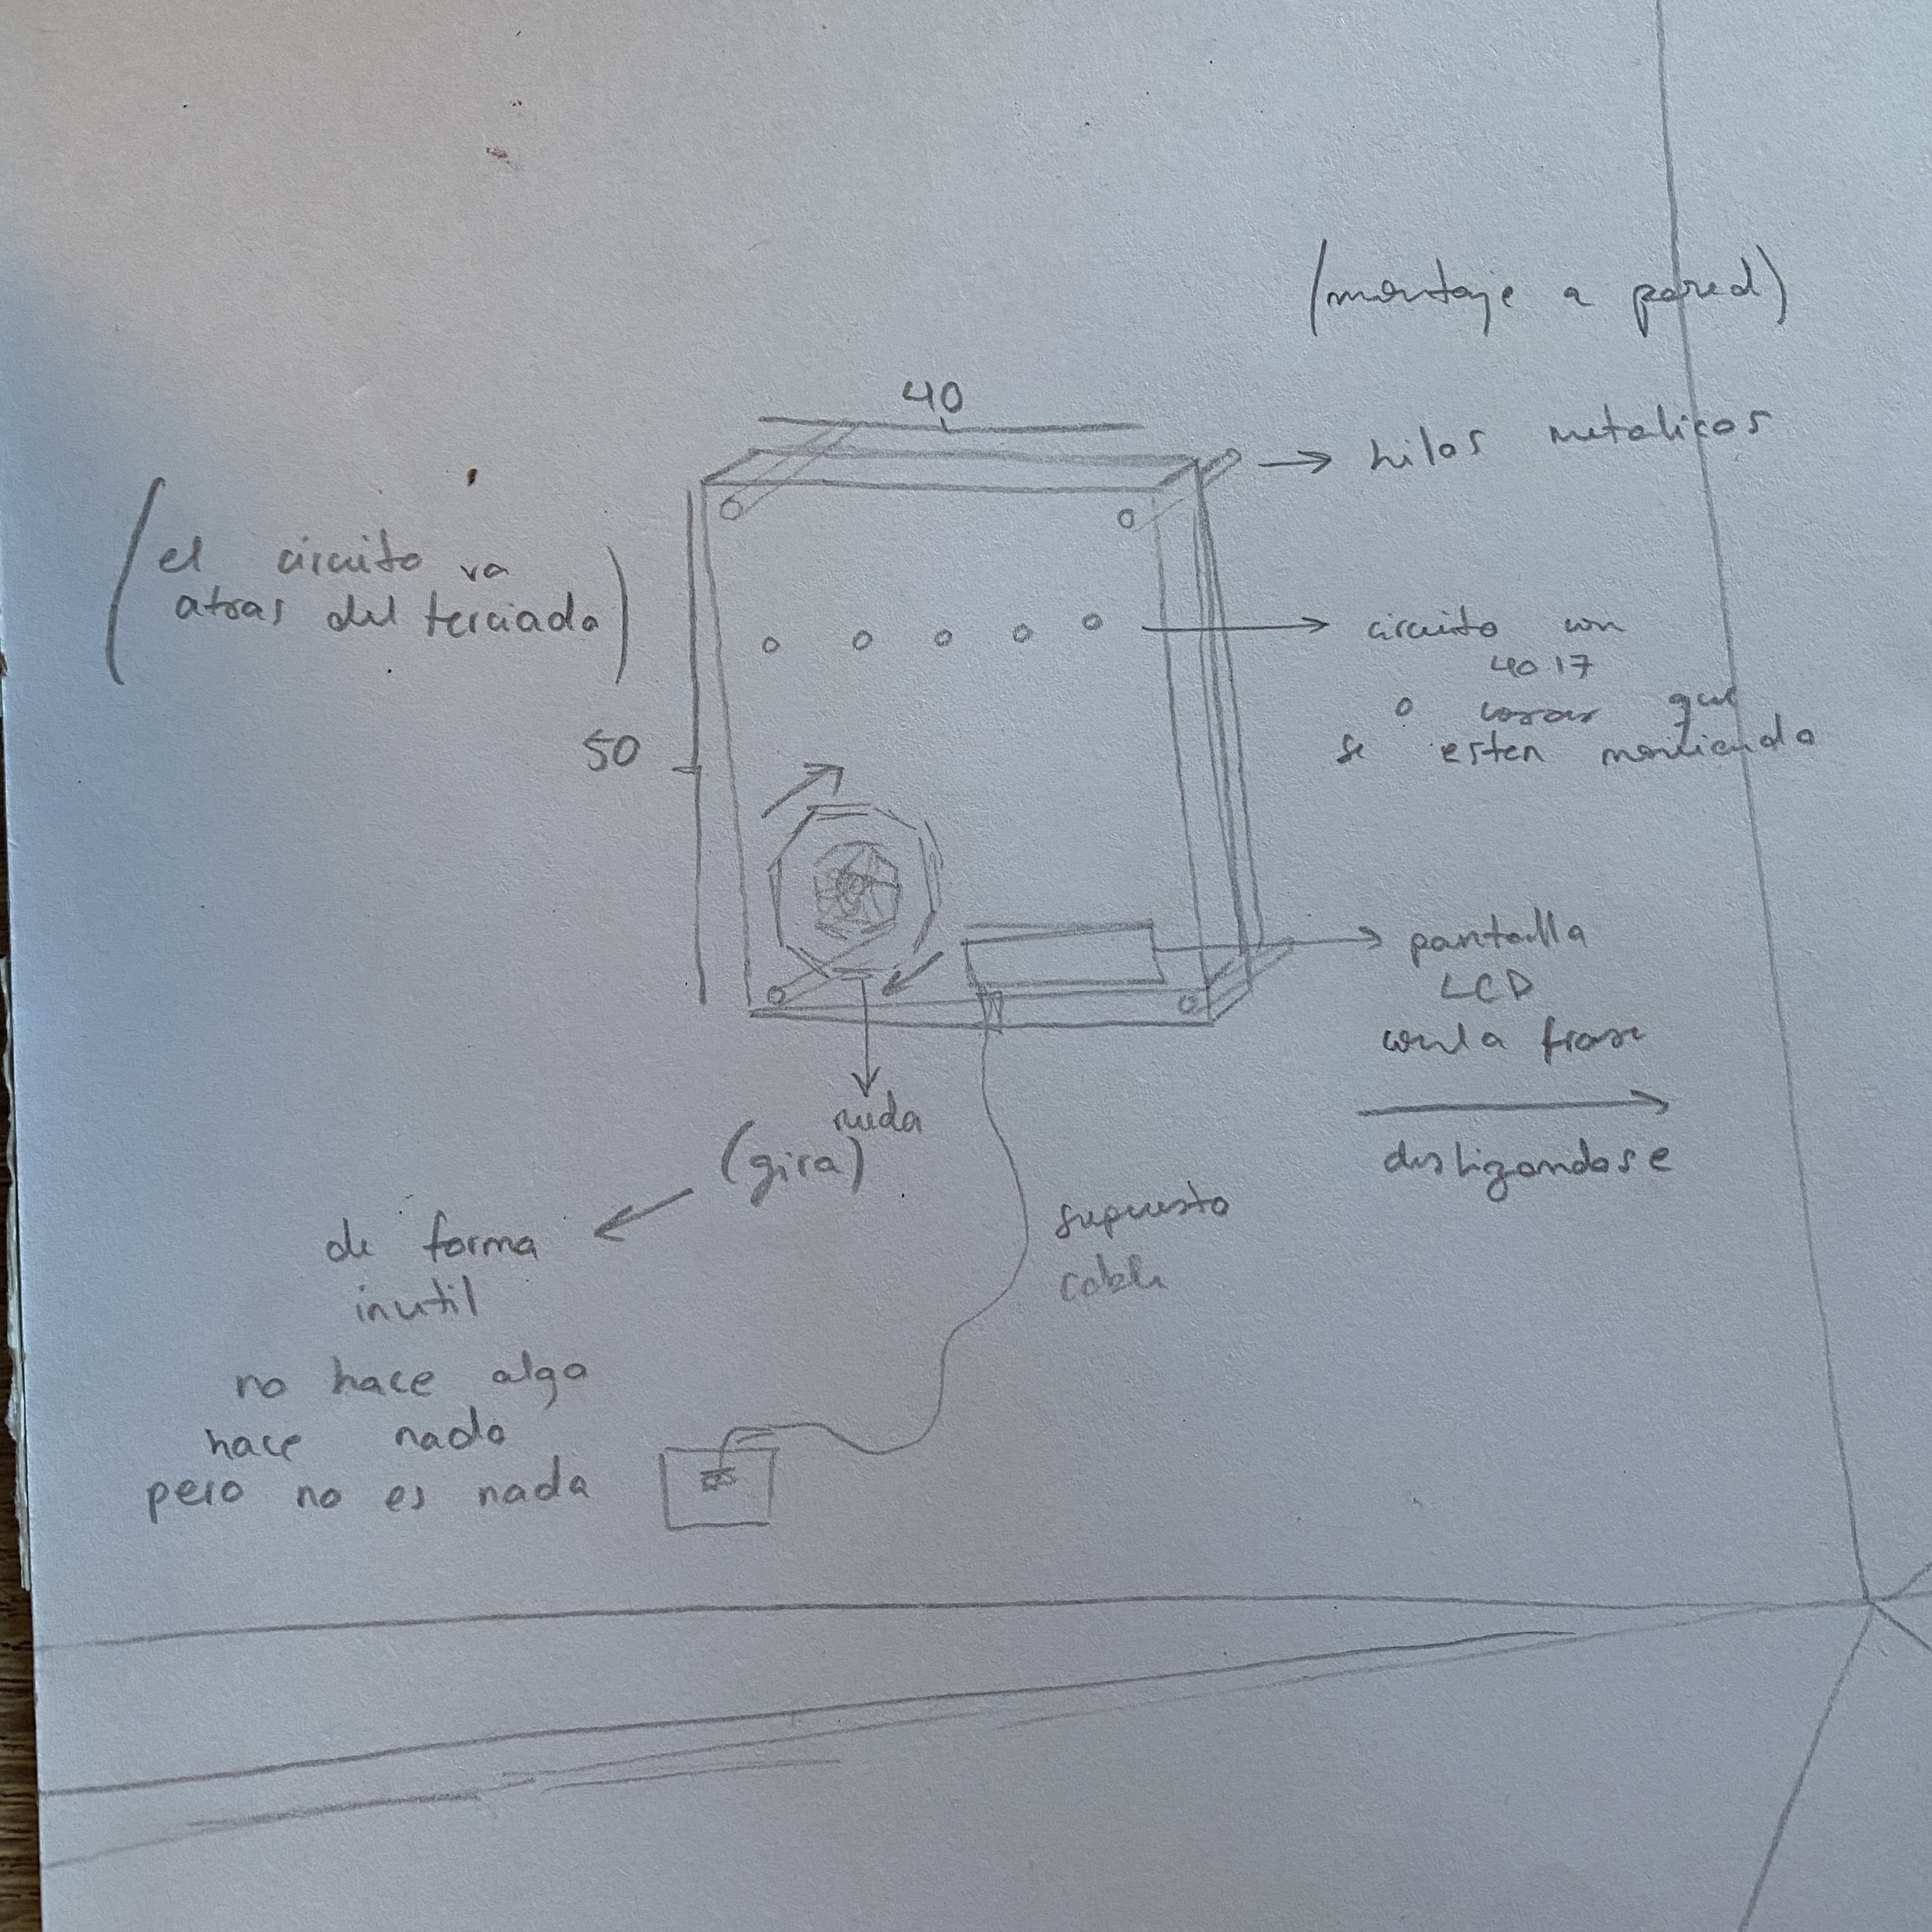 (montaje a pared)
40
hilos metalicos
(el circuito va
atras del terciado)
circuito con
4017
o cosas que
se esten moviendo
50
pantalla
LCD
con la frase
deslizandose
rueda
(gira)
de forma
inutil
no hace algo
hace nada
pero no es nada
supuesto
cable